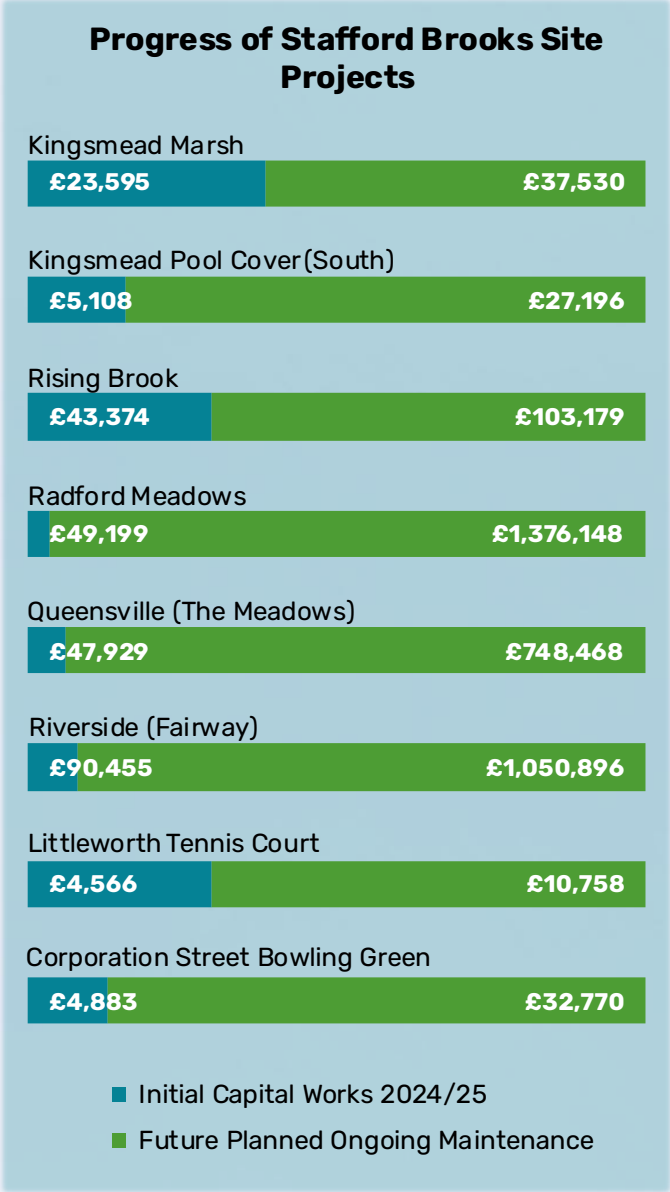 Progress of Stafford Brooks Site
Projects
Kingsmead Marsh
£23,595 £37,530
Kingsmead Pool Cover (South)
£5,108 £27,196
Rising Brook
£43,374 £103,179
Radford Meadows
£49,199 £1,376,148
Queensville (The Meadows)
£47,929 £748,468
Riverside (Fairway)
£90,455 £1,050,896
Littleworth Tennis Court
£4,566 £10,758
Corporation Street Bowling Green
£4,883 £32,770
Initial Capital Works 2024/25
Future Planned Ongoing Maintenance